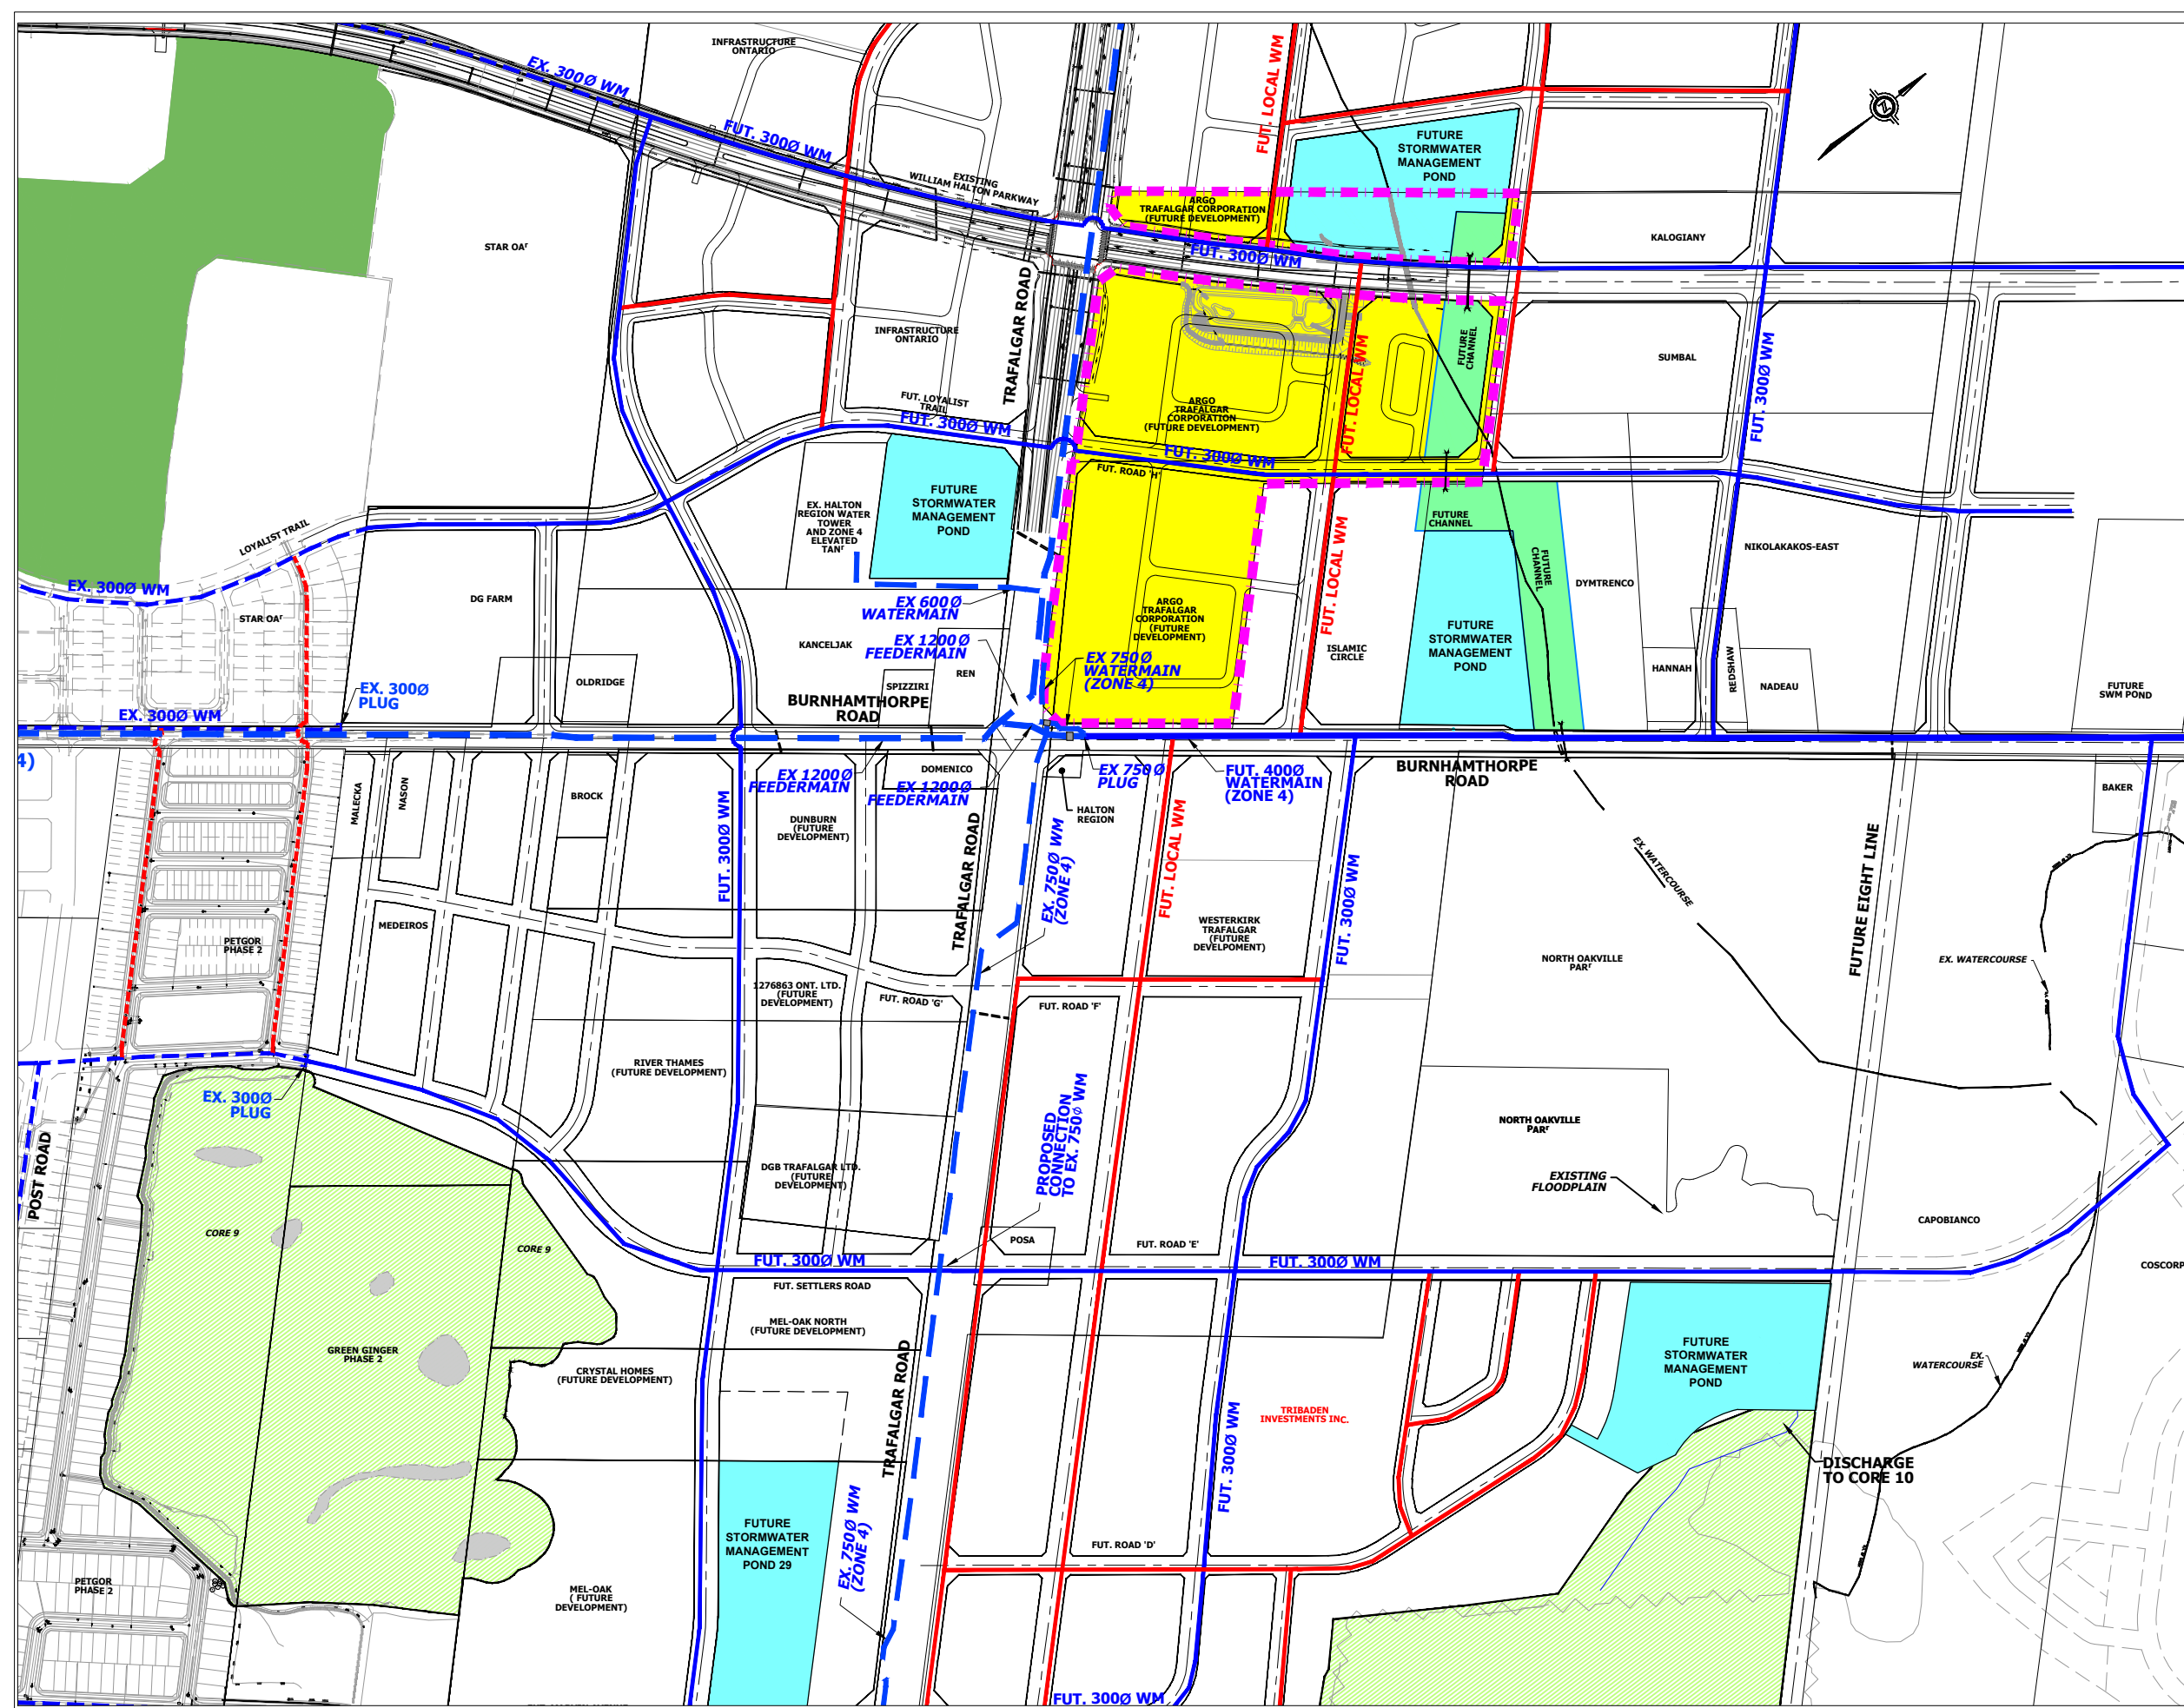 INFRASTRUCTURE
ONTARIO
EX. 300Ø WM
FUT. 300Ø WM
EXISTING
WILLIAM HALTON PARKWAY
FUT. LOCAL WM
FUTURE
STORMWATER
MANAGEMENT
POND
ARGO
TRAFALGAR CORPORATION
(FUTURE DEVELOPMENT)
FUT. 300Ø WM
KALOGIANY
STAR OA
TRAFALGAR ROAD
INFRASTRUCTURE
ONTARIO
FUTURE
CHANNEL
SUMBAL
FUT. 300Ø WM
FUT. LOCAL WM
FUT. LOYALIST
TRAIL
FUT. 300Ø WM
ARGO
TRAFALGAR
CORPORATION
(FUTURE DEVELOPMENT)
FUT. 300Ø WM
FUT. ROAD 'H'
EX. HALTON
REGION WATER
TOWER
AND ZONE 4
ELEVATED
TAN
FUTURE
STORMWATER
MANAGEMENT
POND
FUTURE
CHANNEL
FUTURE
CHANNEL
NIKOLAKAKOS-EAST
LOYALIST TRAIL
EX. 300Ø WM
STAR OA
DG FARM
DYMTRENCO
FUT. LOCAL WM
EX 600Ø
WATERMAIN
EX 1200Ø
FEEDERMAIN
KANCELJAK
REN
SPIZZIRI
ARGO
TRAFALGAR
CORPORATION
(FUTURE
DEVELOPMENT)
EX 750Ø
WATERMAIN
(ZONE 4)
ISLAMIC
CIRCLE
FUTURE
STORMWATER
MANAGEMENT
POND
HANNAH
REDSHAW
NADEAU
FUTURE
SWM POND
OLDRIDGE
EX. 300Ø
PLUG
EX. 300Ø WM
BURNHAMTHORPE
ROAD
4)
EX 1200Ø
FEEDERMAIN
DOMENICO
EX 1200Ø
FEEDERMAIN
EX 750Ø
PLUG
FUT. 400Ø
WATERMAIN
(ZONE 4)
BURNHAMTHORPE
ROAD
HALTON
REGION
BAKER
MALECKA
NASON
BROCK
DUNBURN
(FUTURE
DEVELOPMENT)
FUT. 300Ø WM
TRAFALGAR ROAD
EX. 750Ø WM
(ZONE 4)
FUT. LOCAL WM
WESTERKIRK
TRAFALGAR
(FUTURE
DEVELPOMENT)
FUT. 300Ø WM
EX. WATERCOURSE
FUTURE EIGHT LINE
NORTH OAKVILLE
PAR
EX. WATERCOURSE
MEDEIROS
PETGOR
PHASE 2
1276863 ONT. LTD.
(FUTURE
DEVELOPMENT)
FUT. ROAD 'G'
FUT. ROAD 'F'
RIVER THAMES
(FUTURE DEVELOPMENT)
EX. 300Ø
PLUG
POST ROAD
PROPOSED
CONNECTION
TO EX. 750Ø WM
NORTH OAKVILLE
PAR
EXISTING
FLOODPLAIN
DGB TRAFALGAR LTD.
(FUTURE
DEVELOPMENT)
CAPOBIANCO
CORE 9
CORE 9
POSA
FUT. ROAD 'E'
FUT. 300Ø WM
FUT. 300Ø WM
COSCORP
FUT. SETTLERS ROAD
MEL-OAK NORTH
(FUTURE DEVELOPMENT)
GREEN GINGER
PHASE 2
CRYSTAL HOMES
(FUTURE DEVELOPMENT)
TRAFALGAR ROAD
FUTURE
STORMWATER
MANAGEMENT
POND
EX.
WATERCOURSE
TRIBADEN
INVESTMENTS INC.
FUT. 300Ø WM
DISCHARGE
TO CORE 10
FUTURE
STORMWATER
MANAGEMENT
POND 29
EX. 750Ø WM
(ZONE 4)
FUT. ROAD 'D'
PETGOR
PHASE 2
MEL-OAK
( FUTURE
DEVELOPMENT)
FUT. 300Ø WM